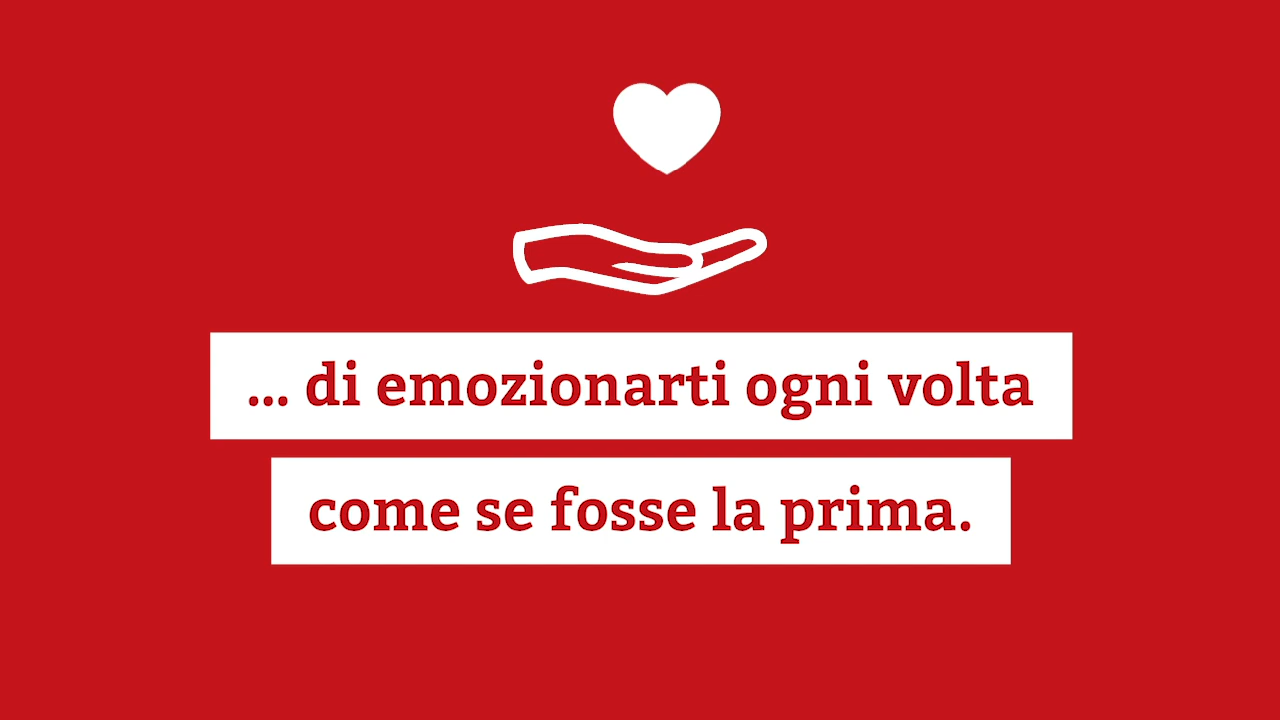 ... di emozionarti ogni volta
come se fosse la prima.